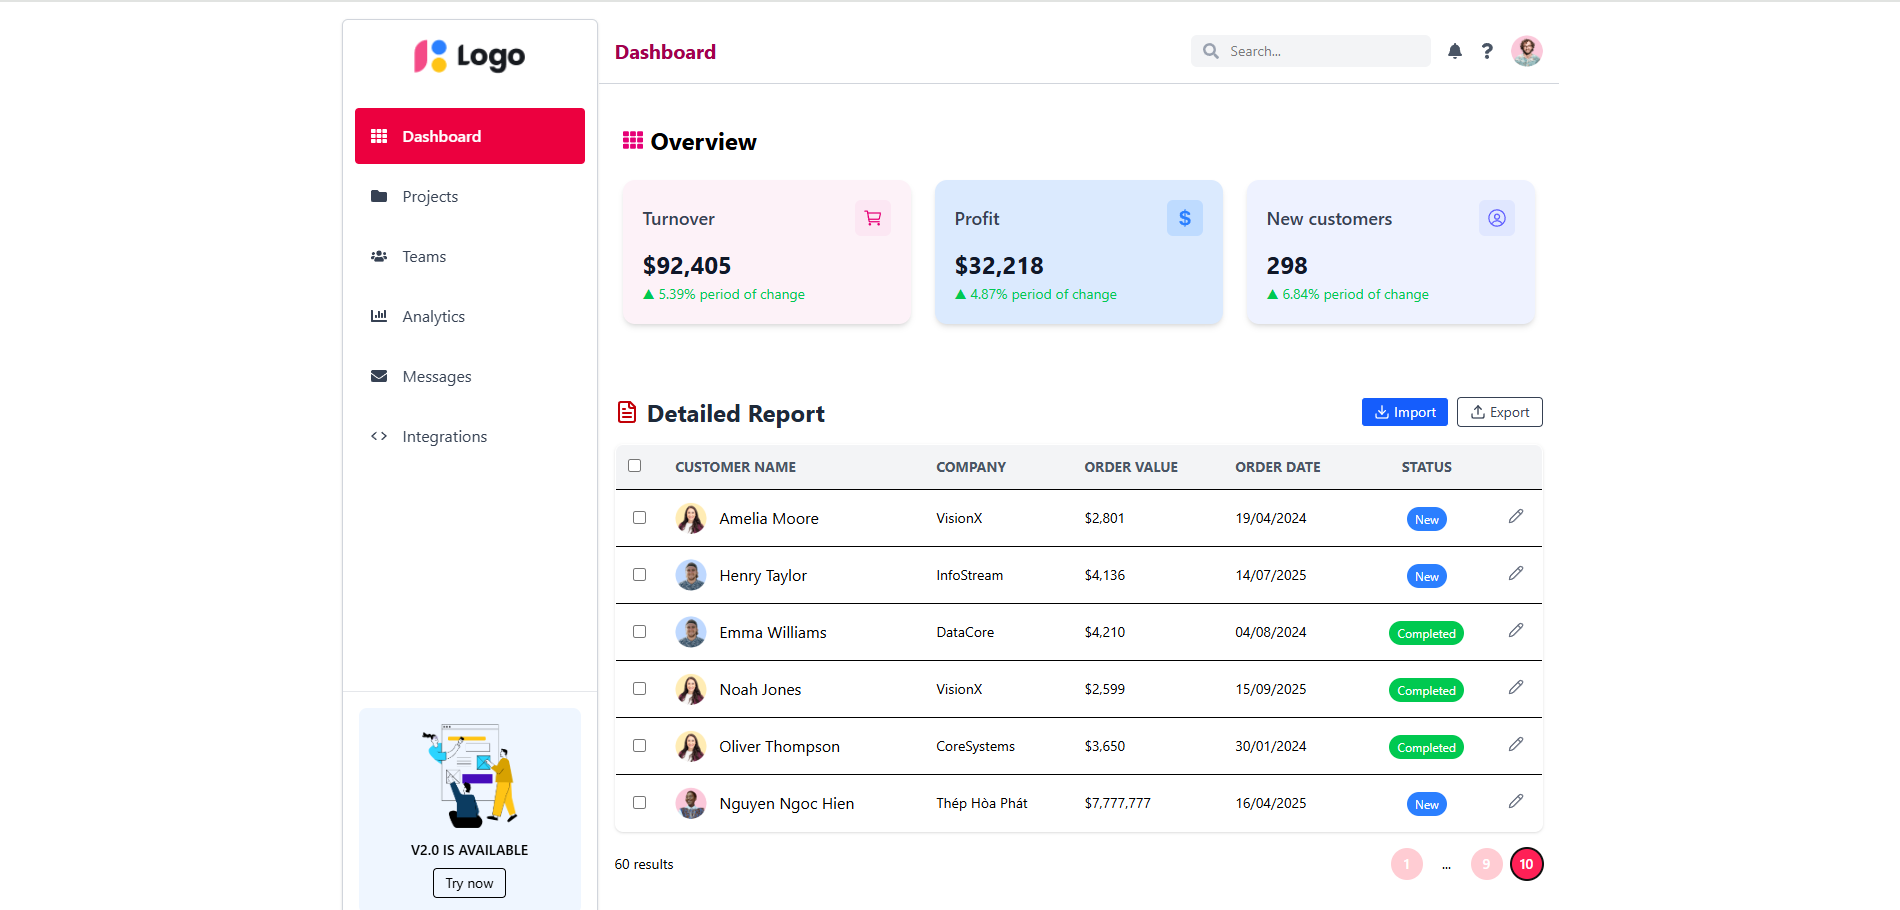 Logo
Dashboard
Projects
Teams
Analytics
Messages
Integrations
V2.0 IS AVAILABLE
Try now
Dashboard
Search...
Overview
Turnover
$92,405
▲ 5.39% period of change
Profit
$
$32,218
▲ 4.87% period of change
New customers
298
▲ 6.84% period of change
Detailed Report
Import
Export
CUSTOMER NAME COMPANY ORDER VALUE ORDER DATE STATUS
Amelia Moore VisionX $2,801 19/04/2024 New
Henry Taylor InfoStream $4,136 14/07/2025 New
Emma Williams DataCore $4,210 04/08/2024 Completed
Noah Jones VisionX $2,599 15/09/2025 Completed
Oliver Thompson CoreSystems $3,650 30/01/2024 Completed
Nguyen Ngoc Hien Thép Hòa Phát $7,777,777 16/04/2025 New
60 results
1 ... 9 10